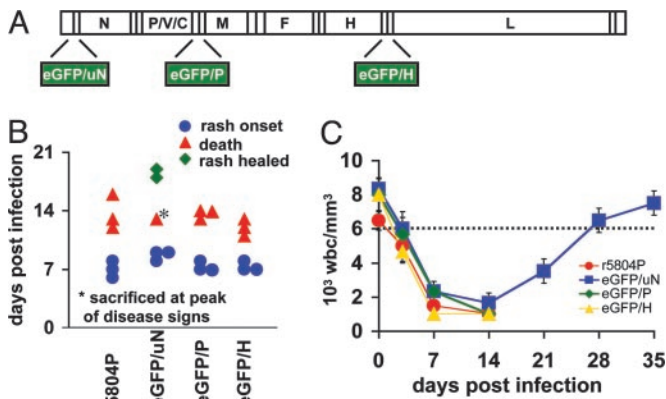 A
N P/V/C M F H L
eGFP/uN eGFP/P eGFP/H
B
rash onset
death
rash healed
days post infection
21
14
7
0
*
* sacrificed at peak
of disease signs
5804P eGFP/uN eGFP/P eGFP/H
C
10³ wbc/mm³
10
8
6
4
2
0
r5804P
eGFP/uN
eGFP/P
eGFP/H
0 7 14 21 28 35
days post infection